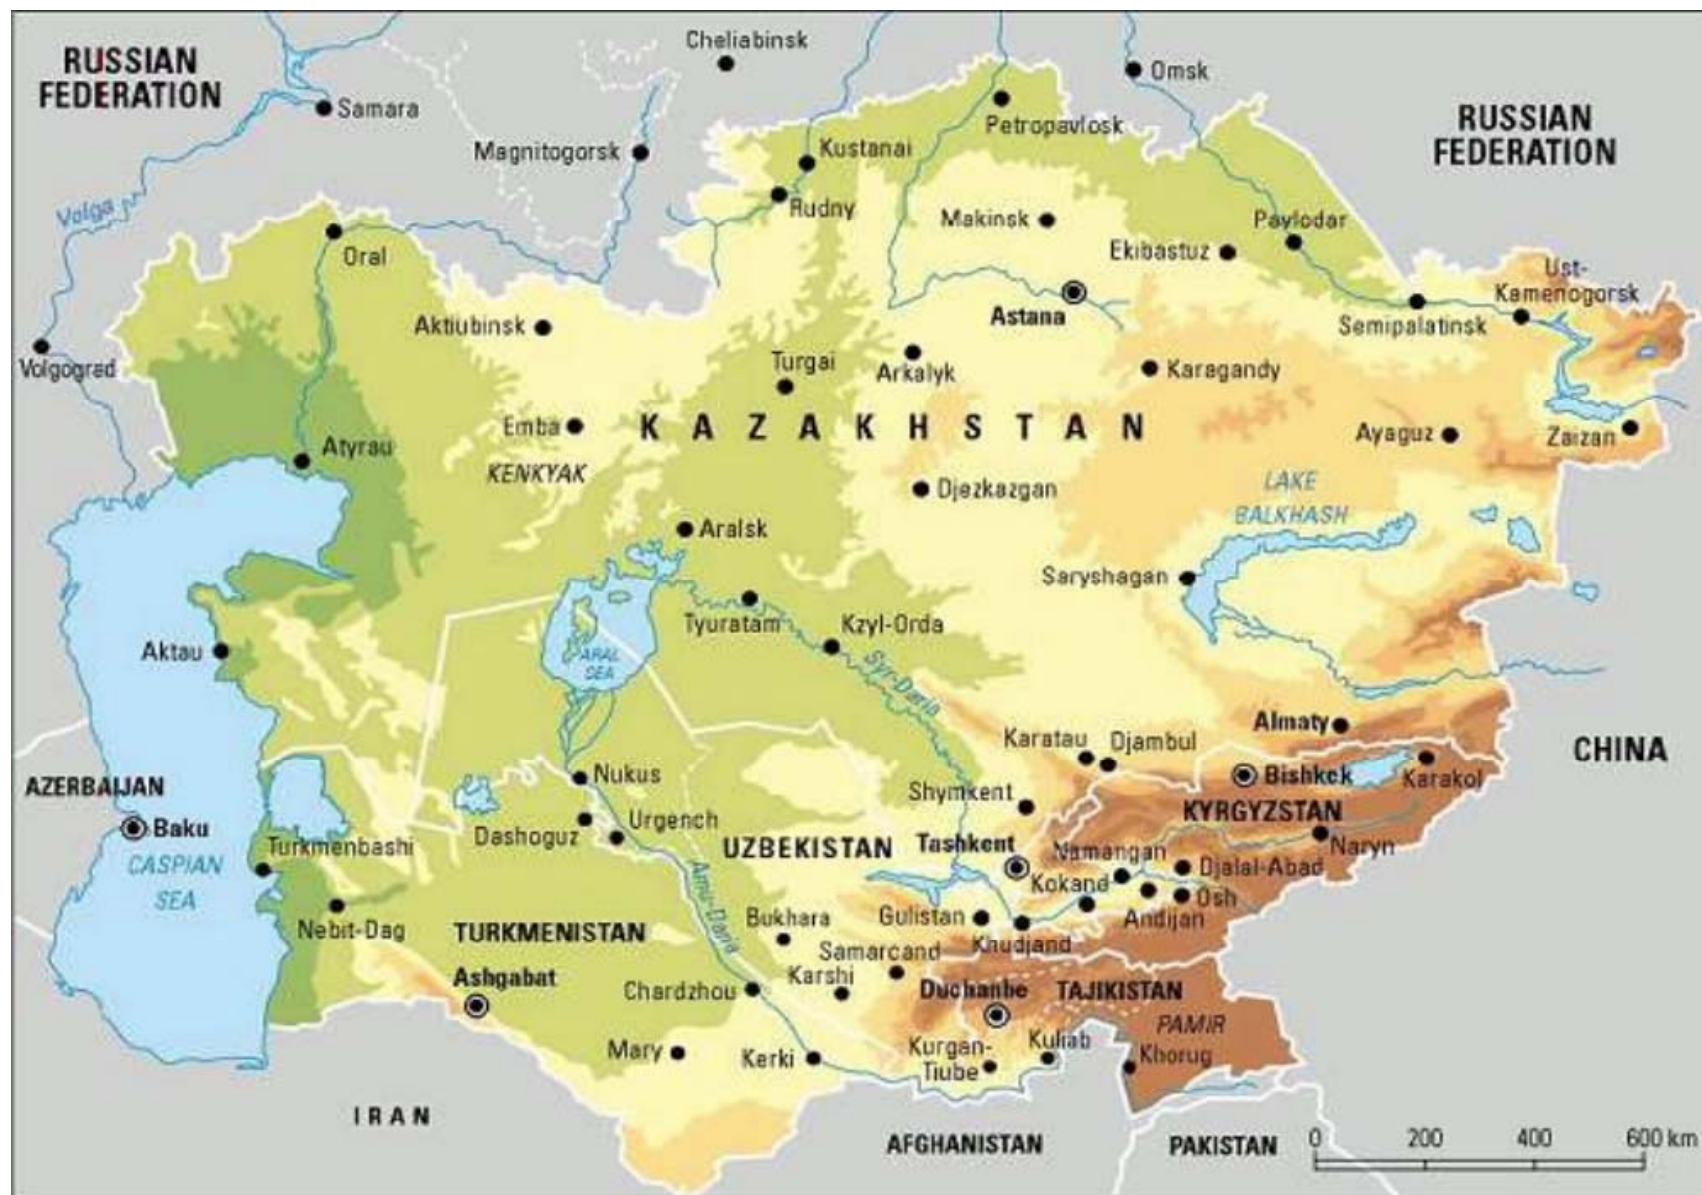 RUSSIAN
FEDERATION
Cheliabinsk
Omsk
Samara
RUSSIAN
FEDERATION
Petropavlosk
Magnitogorsk
Kustanai
Volga
Rudny
Makinsk
Pavlodar
Oral
Ekibastuz
Ust-
Kamenogorsk
Astana
Semipalatinsk
Aktiubinsk
Volgograd
Turgai
Arkalyk
Karagandy
Emba
KAZAKHSTAN
Ayaguz
Zaizan
Atyrau
KENKYAK
Djezkazgan
LAKE
BALKHASH
Aralsk
Saryshagan
Tyuratam
Kzyl-Orda
Aktau
ARAL
SEA
Syr-Daria
Almaty
Karatau
Djambul
CHINA
AZERBAIJAN
Nukus
Bishkek
Karakol
Shymkent
KYRGYZSTAN
Baku
Dashoguz
Urgench
UZBEKISTAN
Tashkent
Namangan
Naryn
Turkmenbashi
CASPIAN
SEA
Amu-Daria
Kokand
Djalal-Abad
Osh
Nebit-Dag
TURKMENISTAN
Bukhara
Gulistan
Andijan
Khudjand
Samarcand
Ashgabat
Karshi
Chardzhou
Duchanbe
TAJIKISTAN
PAMIR
Mary
Kerki
Kurgan-
Tiube
Kuliab
Khorug
IRAN
AFGHANISTAN
PAKISTAN
0 200 400 600 km